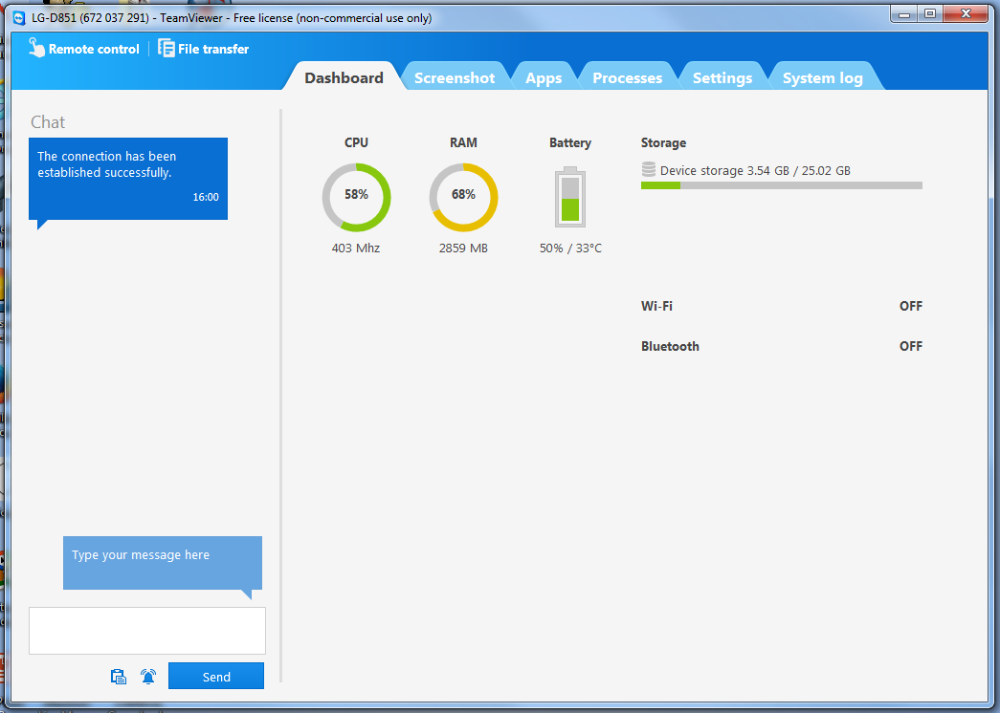 LG-D851 (672 037 291) - TeamViewer - Free license (non-commercial use only)
Remote control
File transfer
Dashboard
Screenshot
Apps
Processes
Settings
System log
Chat
The connection has been
established successfully.
16:00
CPU
58%
403 Mhz
RAM
68%
2859 MB
Battery
50% / 33°C
Storage
Device storage 3.54 GB / 25.02 GB
Wi-Fi
OFF
Bluetooth
OFF
Type your message here
Send